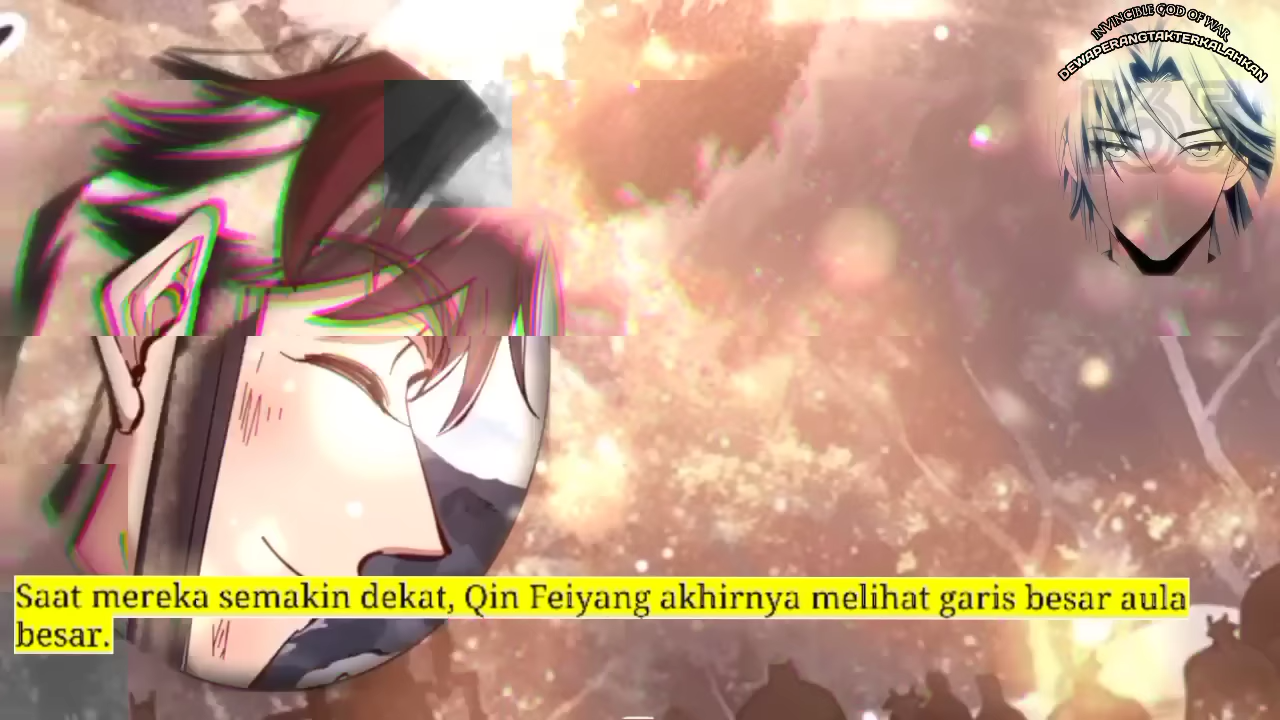 INVINCIBLE GOD OF WAR
DEWAPERANGTAKTERKALAHKAN
Saat mereka semakin dekat, Qin Feiyang akhirnya melihat garis besar aula
besar.